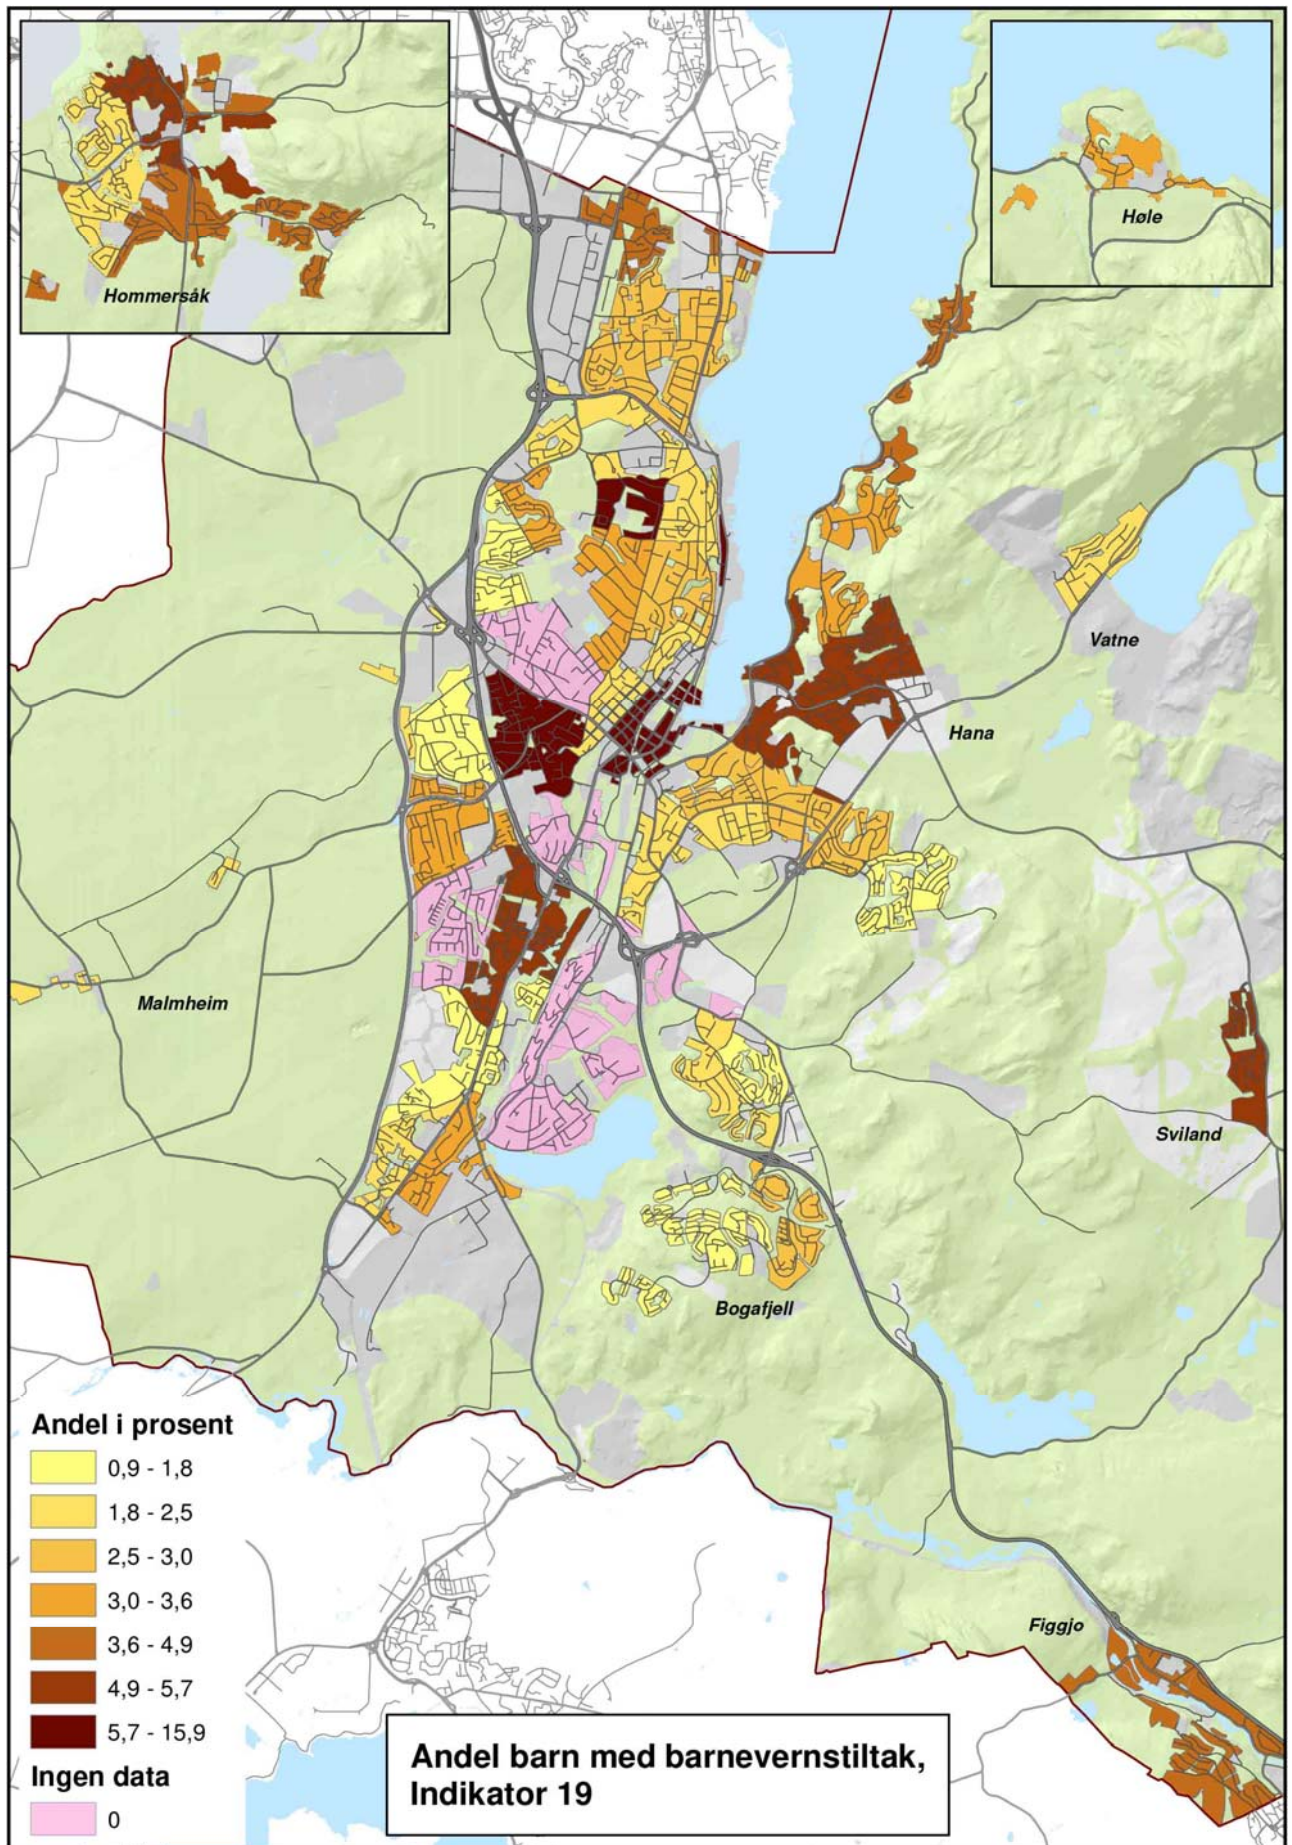 Hommersåk
Høle
Vatne
Hana
Malmheim
Sviland
Bogafjell
Figgjo
Andel i prosent
0,9 - 1,8
1,8 - 2,5
2,5 - 3,0
3,0 - 3,6
3,6 - 4,9
4,9 - 5,7
5,7 - 15,9
Ingen data
0
Andel barn med barnevernstiltak,
Indikator 19